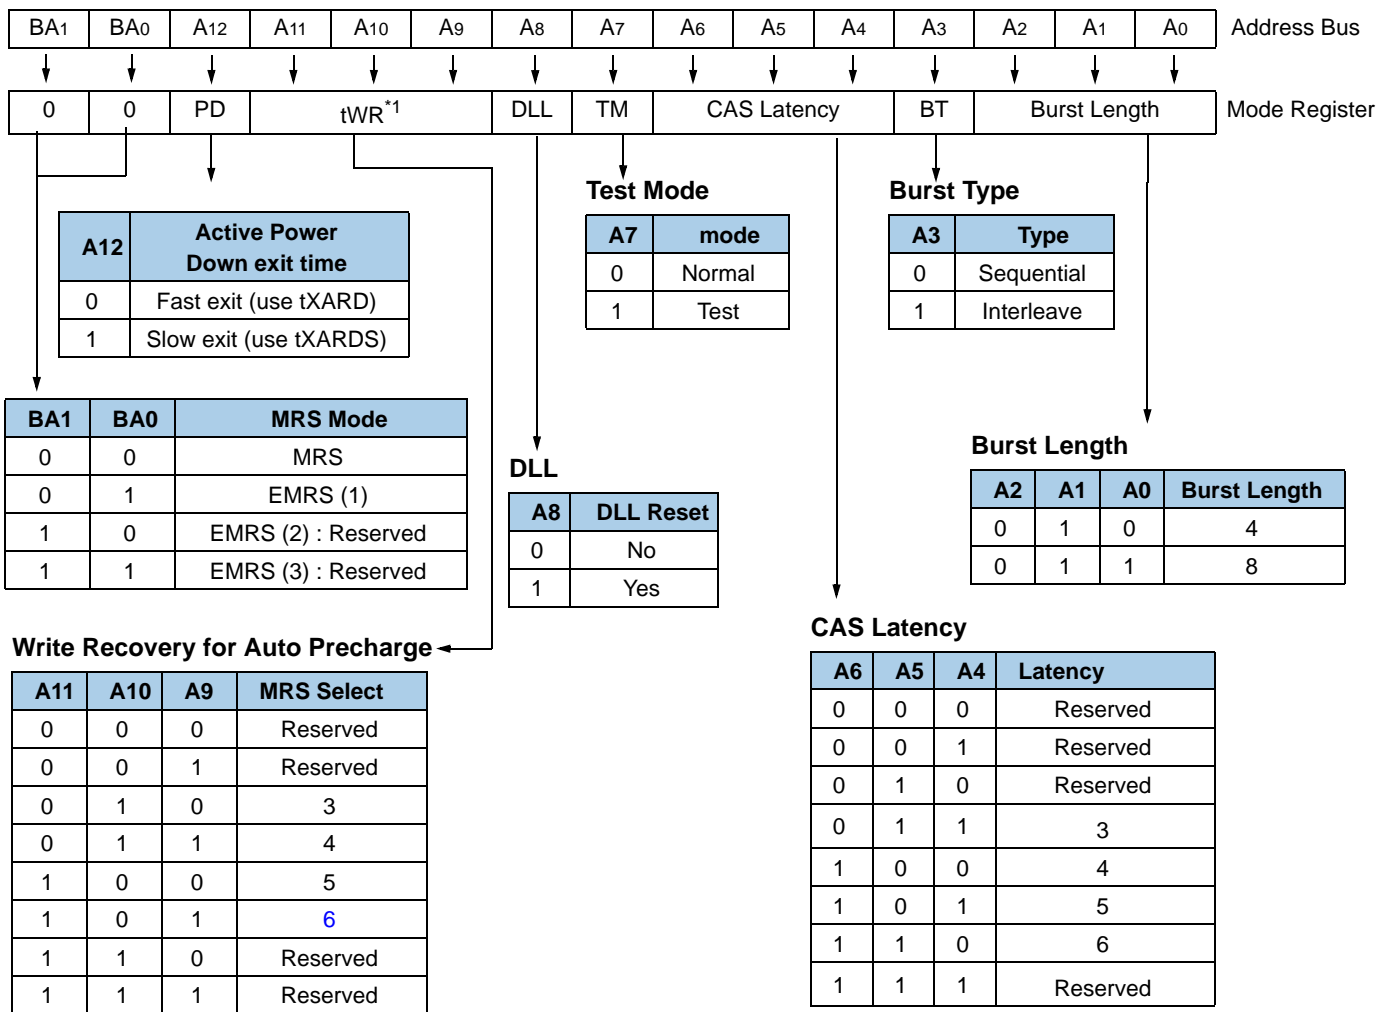 BA1 BA0 A12 A11 A10 A9 A8 A7 A6 A5 A4 A3 A2 A1 A0 Address Bus
0 0 PD tWR*1 DLL TM CAS Latency BT Burst Length Mode Register
A12 Active Power Down exit time
0 Fast exit (use tXARD)
1 Slow exit (use tXARDS)
Test Mode
A7 mode
0 Normal
1 Test
Burst Type
A3 Type
0 Sequential
1 Interleave
BA1 BA0 MRS Mode
0 0 MRS
0 1 EMRS (1)
1 0 EMRS (2) : Reserved
1 1 EMRS (3) : Reserved
DLL
A8 DLL Reset
0 No
1 Yes
Burst Length
A2 A1 A0 Burst Length
0 1 0 4
0 1 1 8
Write Recovery for Auto Precharge
A11 A10 A9 MRS Select
0 0 0 Reserved
0 0 1 Reserved
0 1 0 3
0 1 1 4
1 0 0 5
1 0 1 6
1 1 0 Reserved
1 1 1 Reserved
CAS Latency
A6 A5 A4 Latency
0 0 0 Reserved
0 0 1 Reserved
0 1 0 Reserved
0 1 1 3
1 0 0 4
1 0 1 5
1 1 0 6
1 1 1 Reserved